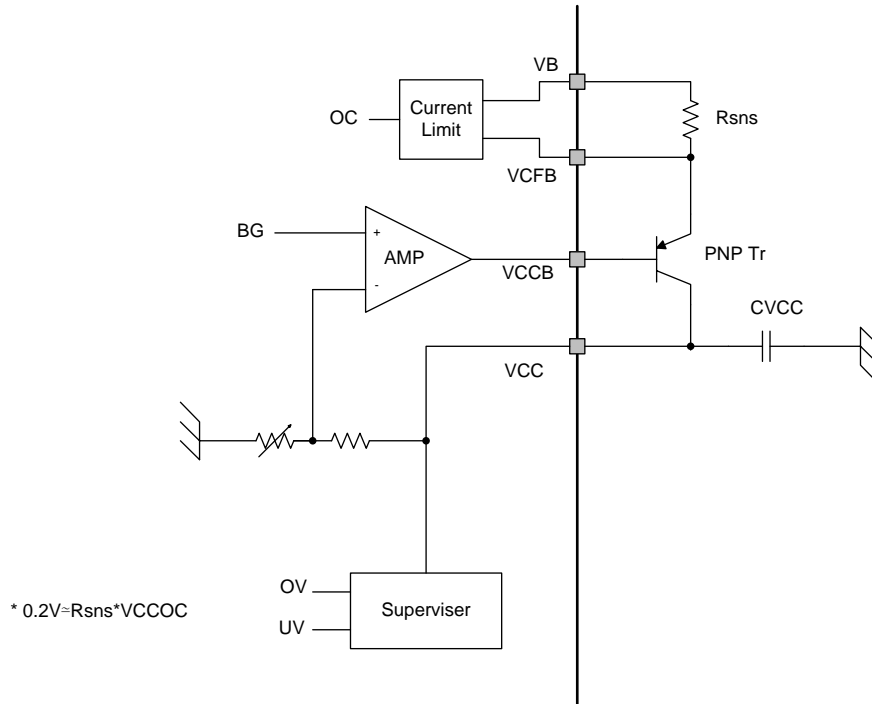 VB
OC
Current
Limit
Rsns
VCFB
BG
+
AMP
-
VCCB
PNP Tr
CVCC
VCC
OV
UV
Superviser
* 0.2V≃Rsns*VCCOC